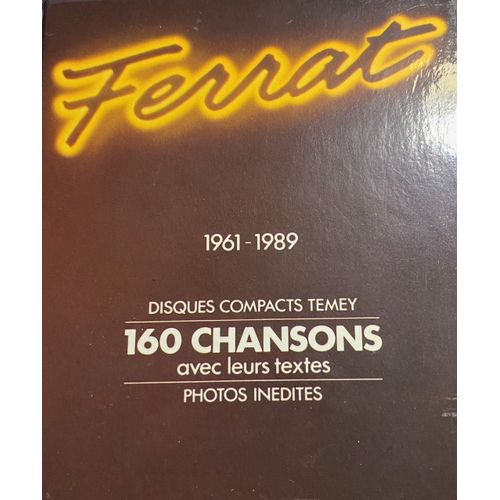 Ferrat
1961-1989
DISQUES COMPACTS TEMEY
160 CHANSONS
avec leurs textes
PHOTOS INEDITES